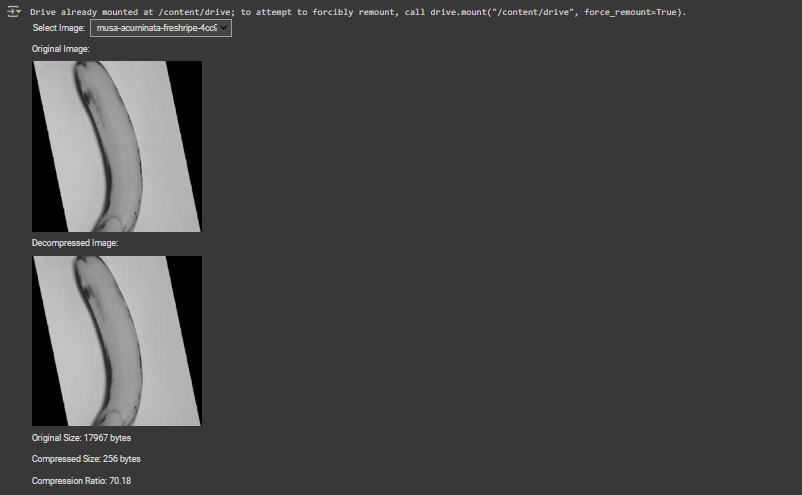 Drive already mounted at /content/drive; to attempt to forcibly remount, call drive.mount("/content/drive", force_remount=True).
Select Image: musa-acuminata-freshripe-4cc
Original Image:
Decompressed Image:
Original Size: 17967 bytes
Compressed Size: 256 bytes
Compression Ratio: 70.18